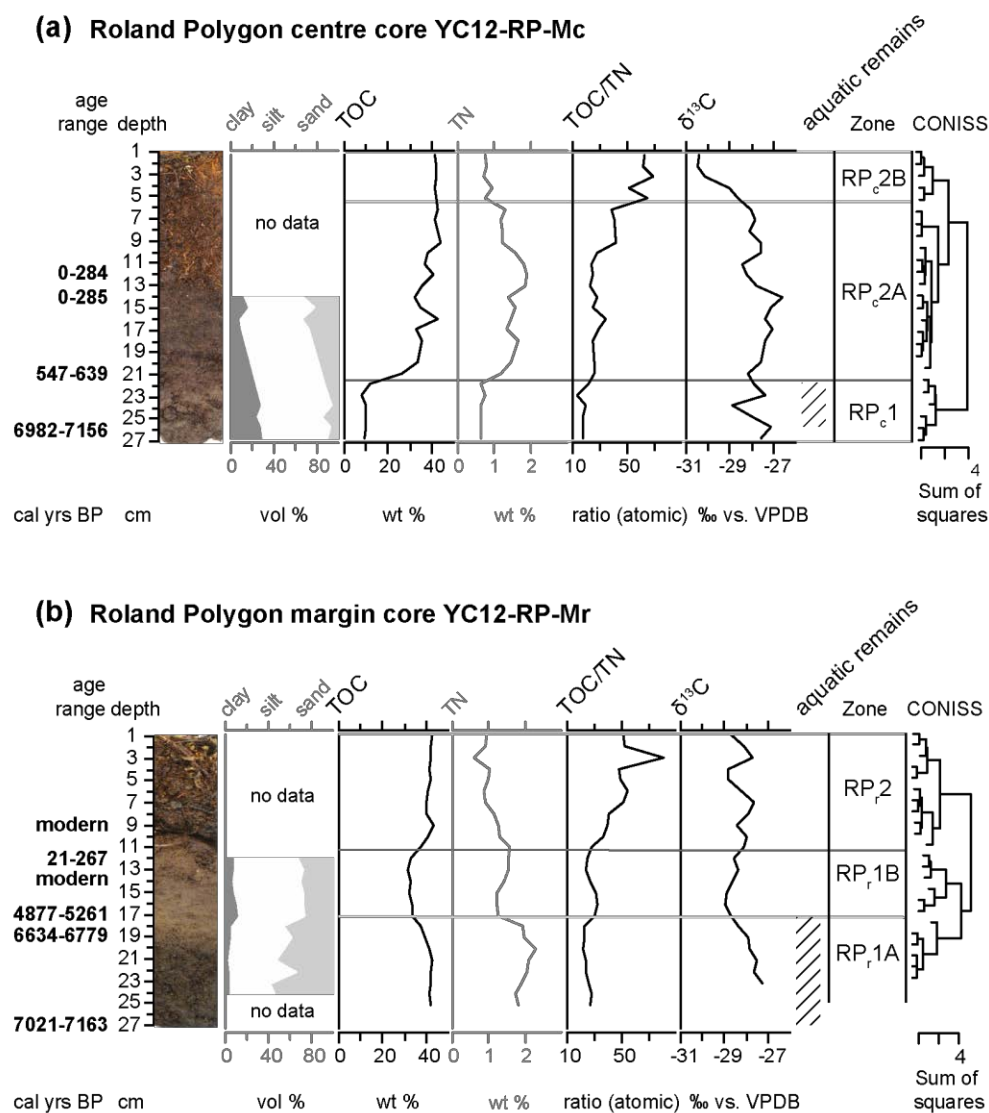 (a) Roland Polygon centre core YC12-RP-Mc
age range depth clay silt sand TOC TN TOC/TN δ¹³C aquatic remains Zone CONISS
1
3
5
7
9
0-284 11
13
0-285
15
17
19
547-639 21
23
25
6982-7156 27
no data
RPc2B
RPc2A
RPc1
0 40 80 0 20 40 0 1 2 10 50 -31 -29 -27 4
Sum of squares
cal yrs BP cm vol % wt % wt % ratio (atomic) ‰ vs. VPDB
(b) Roland Polygon margin core YC12-RP-Mr
age range depth clay silt sand TOC TN TOC/TN δ¹³C aquatic remains Zone CONISS
1
3
5
7
modern 9
11
21-267
modern 13
15
4877-5261 17
6634-6779 19
21
23
25
7021-7163 27
no data
no data
RPr2
RPr1B
RPr1A
0 40 80 0 20 40 0 1 2 10 50 -31 -29 -27 4
Sum of squares
cal yrs BP cm vol % wt % wt % ratio (atomic) ‰ vs. VPDB